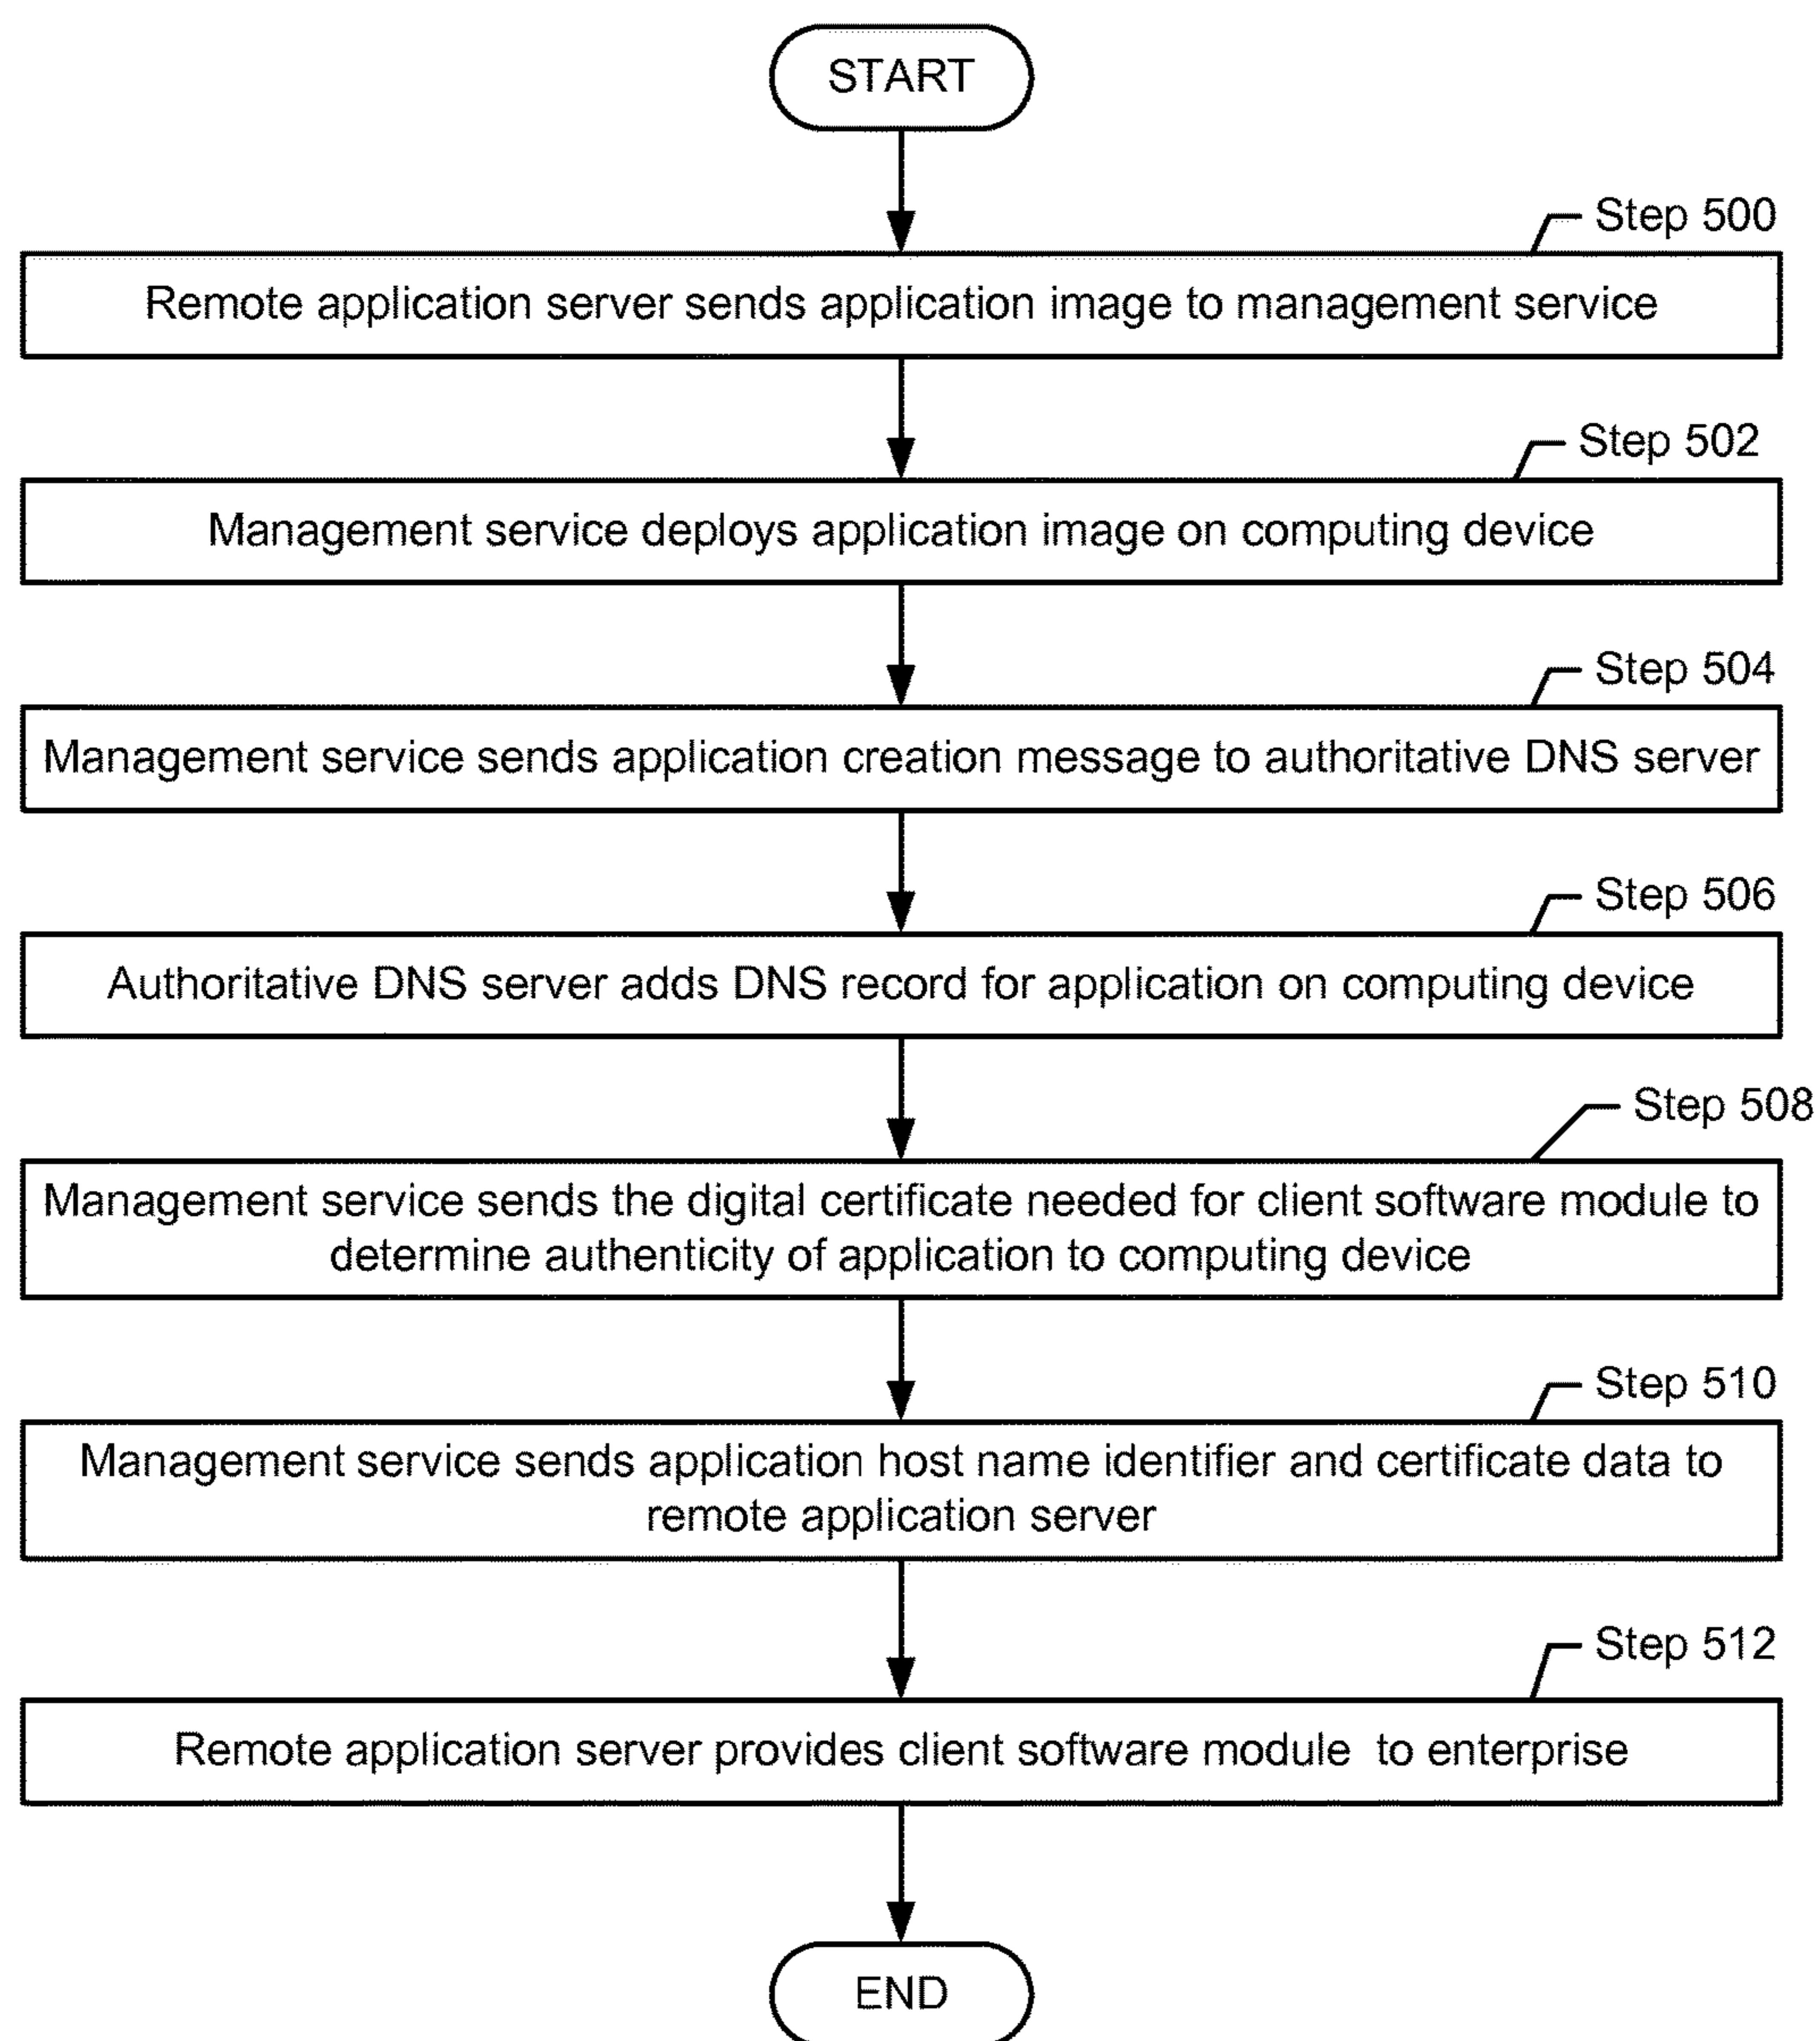 START
Step 500
Remote application server sends application image to management service
Step 502
Management service deploys application image on computing device
Step 504
Management service sends application creation message to authoritative DNS server
Step 506
Authoritative DNS server adds DNS record for application on computing device
Step 508
Management service sends the digital certificate needed for client software module to
determine authenticity of application to computing device
Step 510
Management service sends application host name identifier and certificate data to
remote application server
Step 512
Remote application server provides client software module to enterprise
END